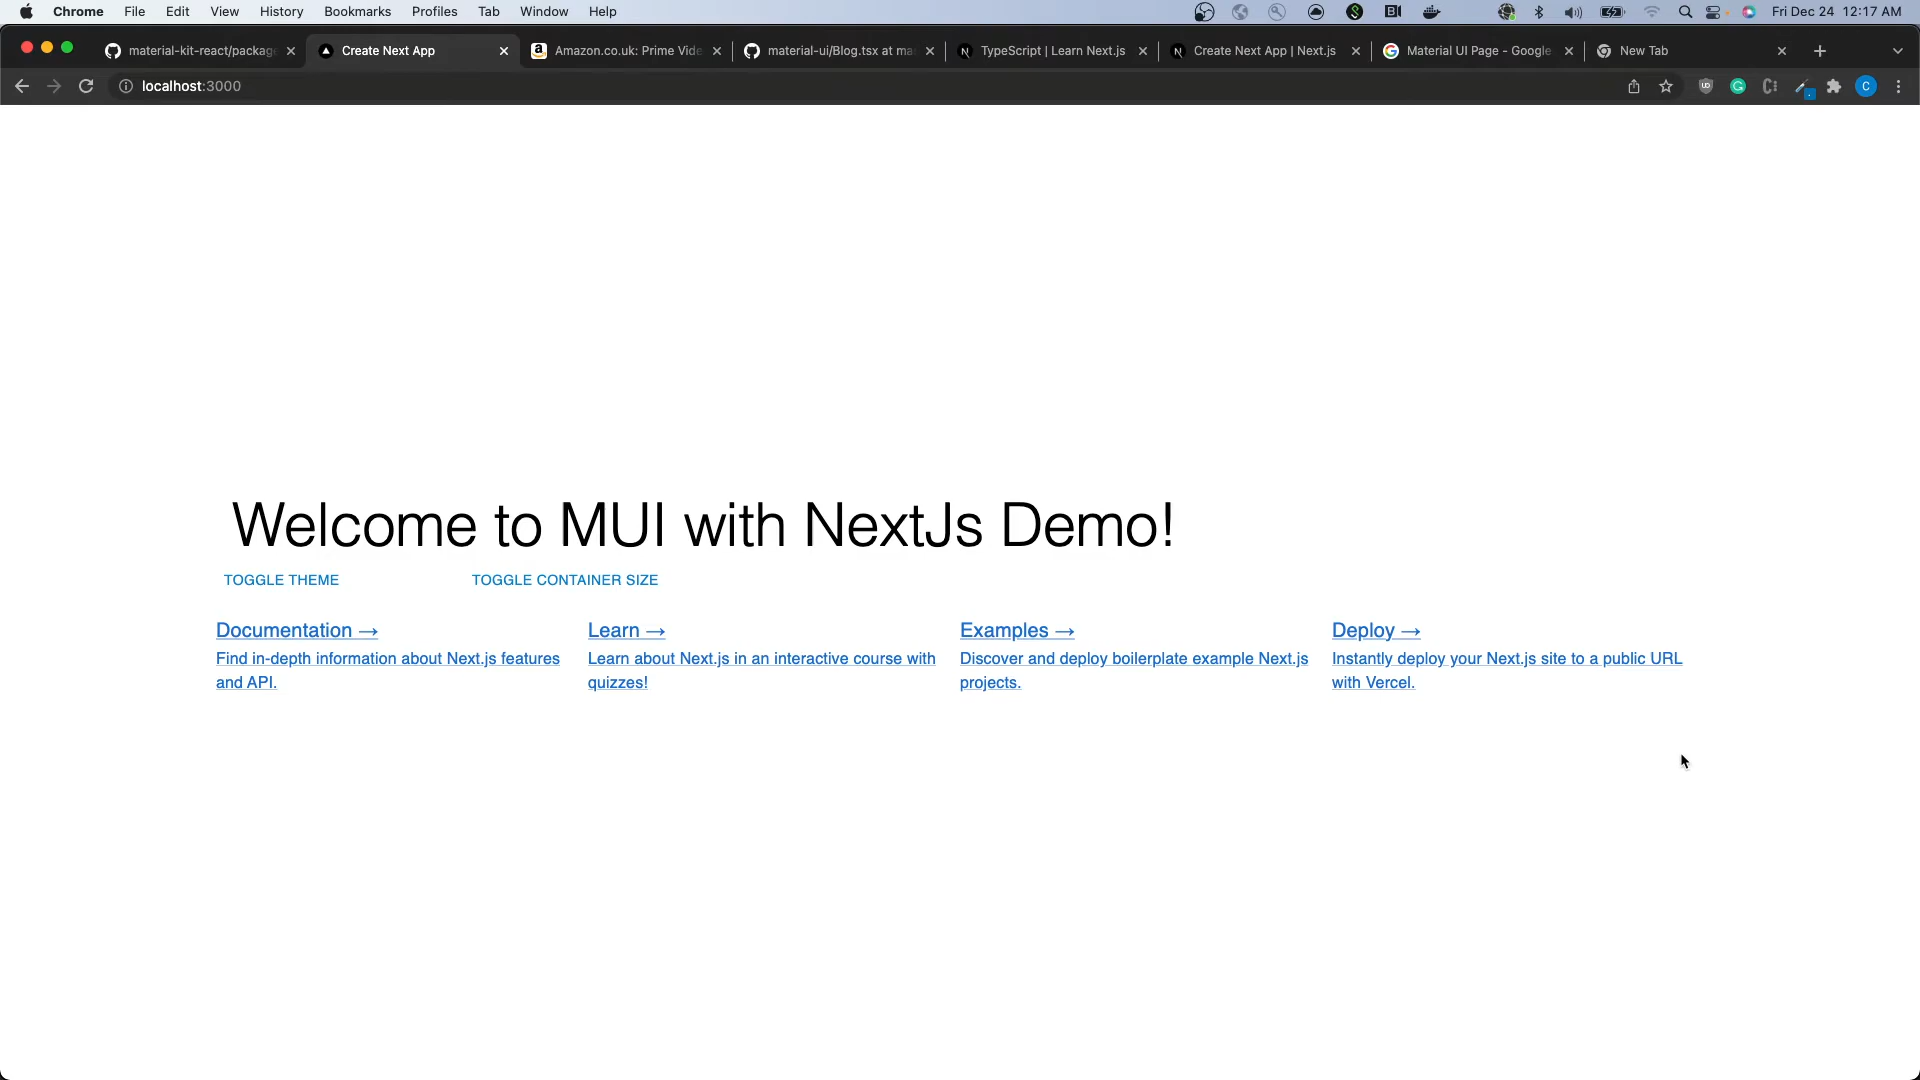 Chrome File Edit View History Bookmarks Profiles Tab Window Help Fri Dec 24 12:17 AM
material-kit-react/package Create Next App Amazon.co.uk: Prime Vide material-ui/Blog.tsx at ma TypeScript | Learn Next.js Create Next App | Next.js Material UI Page - Google New Tab
localhost:3000
Welcome to MUI with NextJs Demo!
TOGGLE THEME TOGGLE CONTAINER SIZE
Documentation → Learn → Examples → Deploy →
Find in-depth information about Next.js features Learn about Next.js in an interactive course with Discover and deploy boilerplate example Next.js Instantly deploy your Next.js site to a public URL
and API. quizzes! projects. with Vercel.